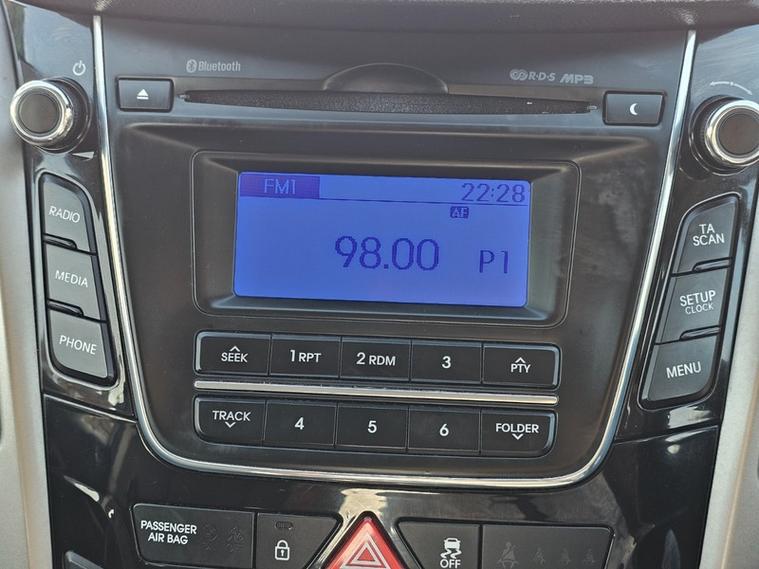 Bluetooth
R·D·S MP3
FM1
22:28
AF
98.00 P1
RADIO
MEDIA
PHONE
TA
SCAN
SETUP
CLOCK
MENU
SEEK
1 RPT
2 RDM
3
PTY
TRACK
4
5
6
FOLDER
PASSENGER
AIR BAG
OFF